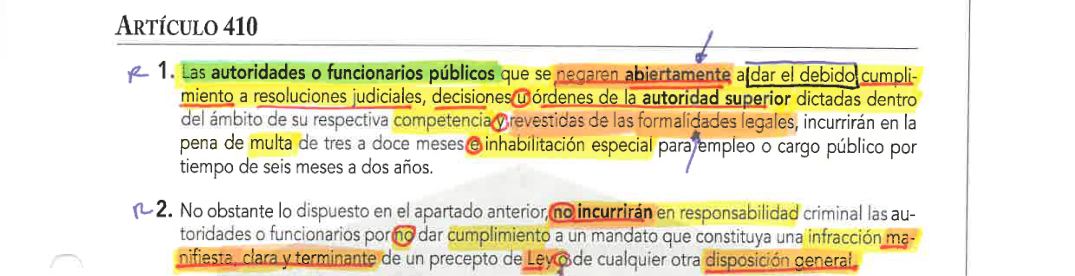 ARTÍCULO 410
R 1. Las autoridades o funcionarios públicos que se negaren abiertamente a dar el debido cumpli-
miento a resoluciones judiciales, decisiones u órdenes de la autoridad superior dictadas dentro
del ámbito de su respectiva competencia y revestidas de las formalidades legales, incurrirán en la
pena de multa de tres a doce meses e inhabilitación especial para empleo o cargo público por
tiempo de seis meses a dos años.
R 2. No obstante lo dispuesto en el apartado anterior, no incurrirán en responsabilidad criminal las au-
toridades o funcionarios por no dar cumplimiento a un mandato que constituya una infracción ma-
nifiesta, clara y terminante de un precepto de Ley o de cualquier otra disposición general.